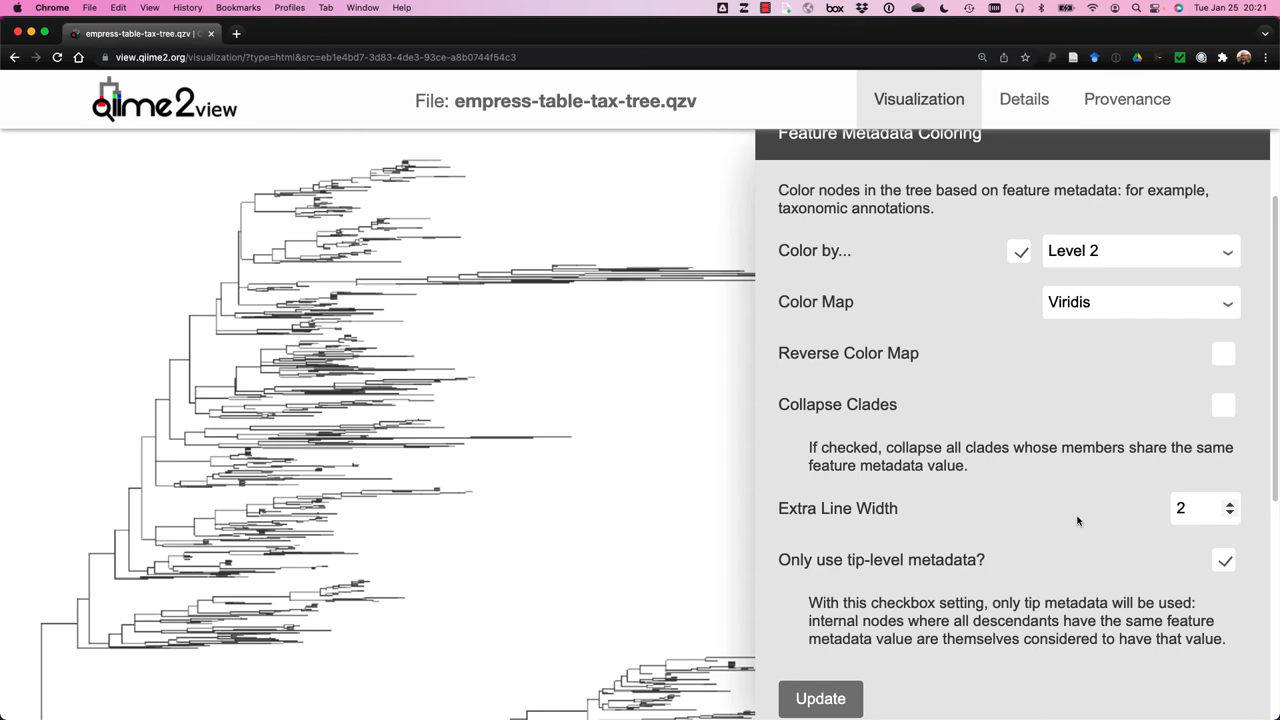 Chrome File Edit View History Bookmarks Profiles Tab Window Help box Tue Jan 25 20:21
empress-table-tax-tree.qzv |
view.qiime2.org/visualization/?type=html&src=eb1e4bd7-3d83-4de3-93ce-a8b0744f54c3
qiime2view File: empress-table-tax-tree.qzv Visualization Details Provenance
Feature Metadata Coloring
Color nodes in the tree based on feature metadata: for example,
taxonomic annotations.
Color by... Level 2
Color Map Viridis
Reverse Color Map
Collapse Clades
If checked, collapse all clades whose members share the same
feature metadata value.
Extra Line Width 2
Only use tip-level metadata?
With this checkbox setting, only tip metadata will be used:
internal nodes where all descendants have the same feature
metadata value are themselves considered to have that value.
Update